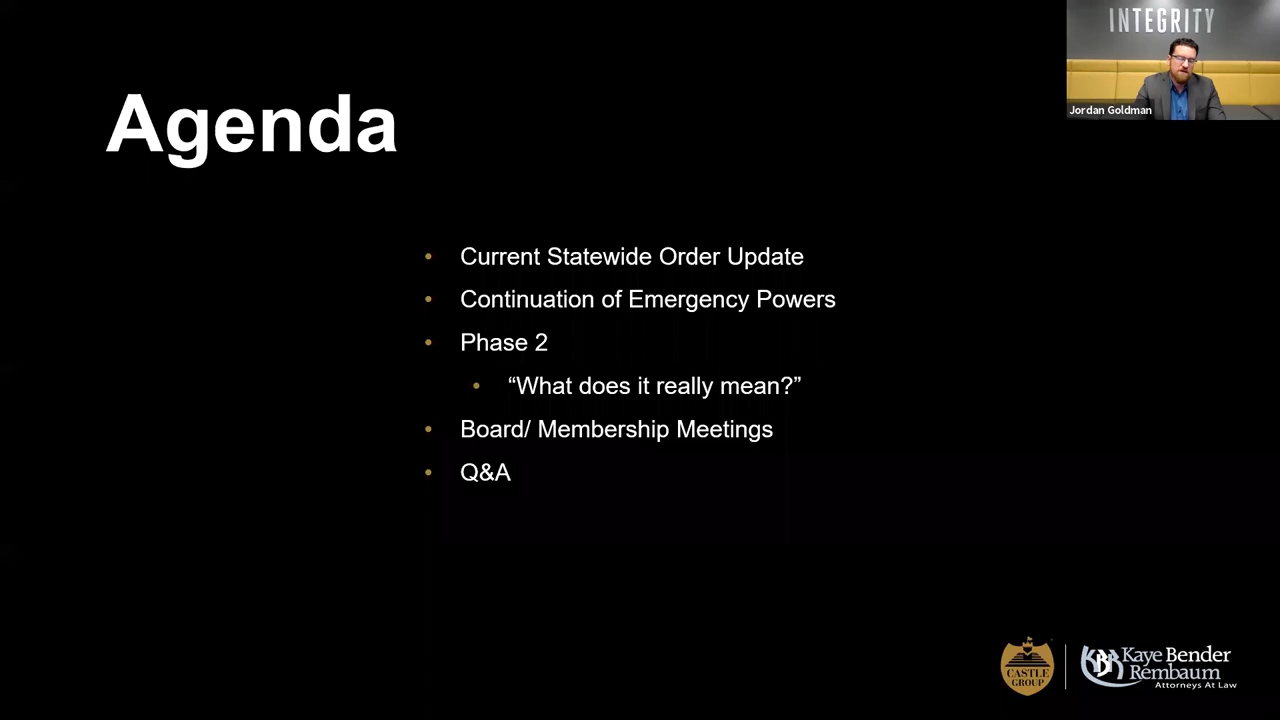 INTEGRITY
Jordan Goldman
Agenda
• Current Statewide Order Update
• Continuation of Emergency Powers
• Phase 2
• “What does it really mean?”
• Board/ Membership Meetings
• Q&A
CASTLE
GROUP
KBR
Kaye Bender
Rembaum
Attorneys At Law